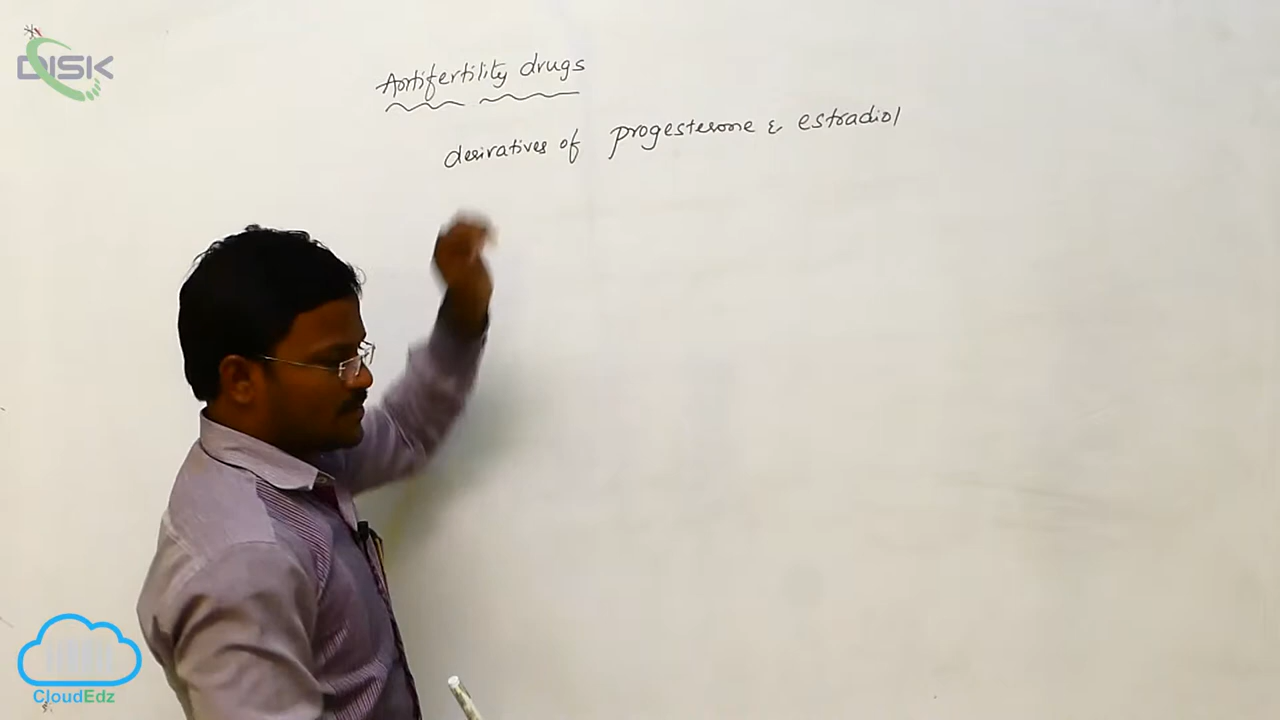 DISK
Antifertility drugs
derivatives of progesterone & estradiol
CloudEdz